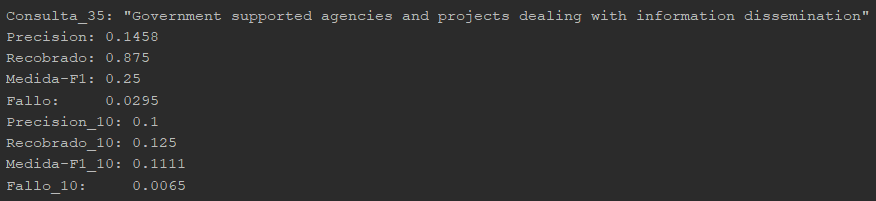 Consulta_35: "Government supported agencies and projects dealing with information dissemination"
Precision: 0.1458
Recobrado: 0.875
Medida-F1: 0.25
Fallo: 0.0295
Precision_10: 0.1
Recobrado_10: 0.125
Medida-F1_10: 0.1111
Fallo_10: 0.0065